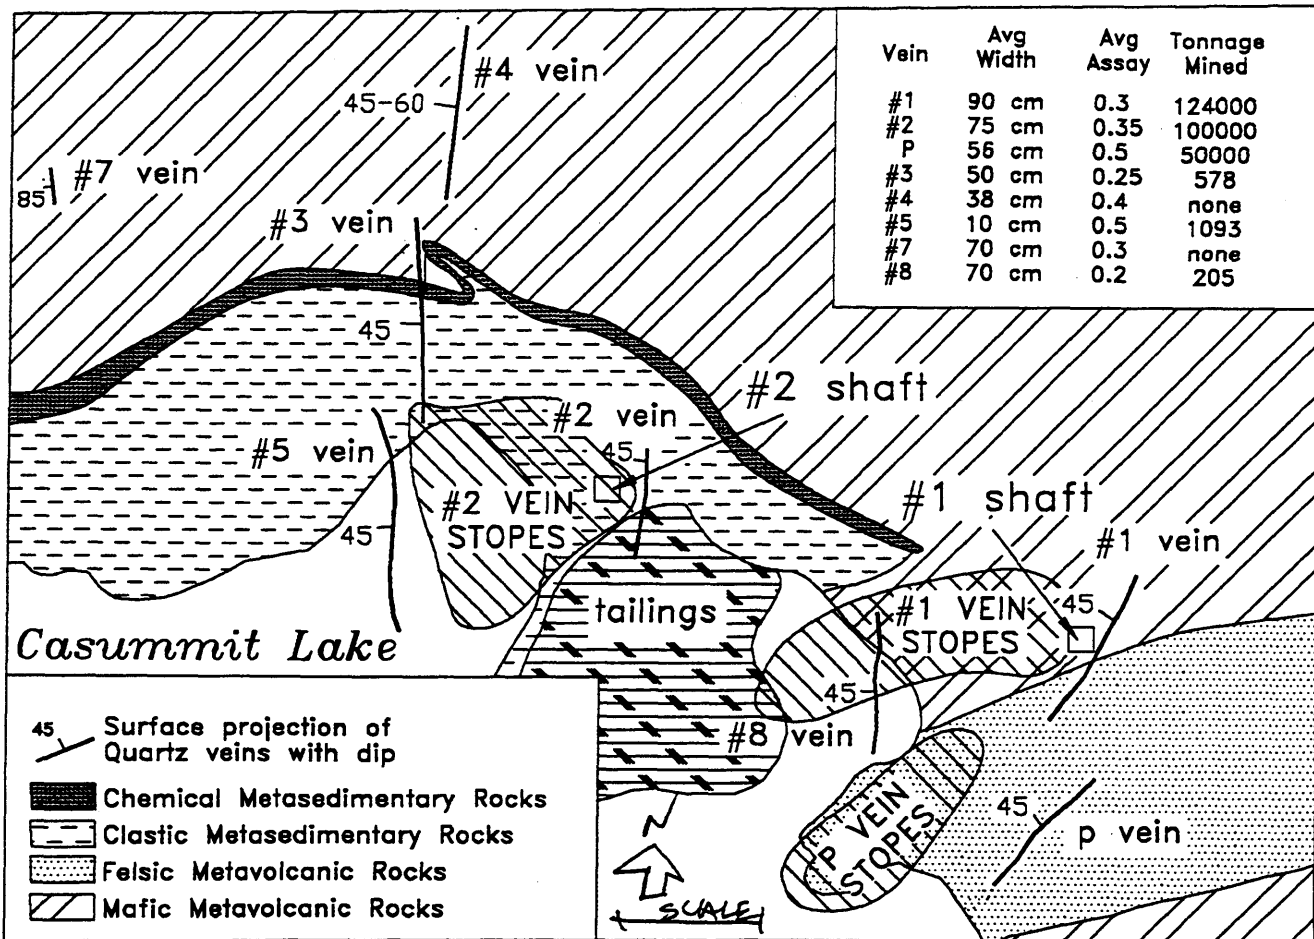 #4 vein
45-60
#7 vein
85
#3 vein
45
Vein Avg Width Avg Assay Tonnage Mined
#1 90 cm 0.3 124000
#2 75 cm 0.35 100000
P 56 cm 0.5 50000
#3 50 cm 0.25 578
#4 38 cm 0.4 none
#5 10 cm 0.5 1093
#7 70 cm 0.3 none
#8 70 cm 0.2 205
#2 shaft
#2 vein
45
#5 vein
45
#2 VEIN
STOPES
#1 shaft
#1 vein
45
#1 VEIN
STOPES
tailings
45
#8 vein
Casummit Lake
45
p vein
P VEIN
STOPES
N
SCALE
45 Surface projection of
Quartz veins with dip
Chemical Metasedimentary Rocks
Clastic Metasedimentary Rocks
Felsic Metavolcanic Rocks
Mafic Metavolcanic Rocks